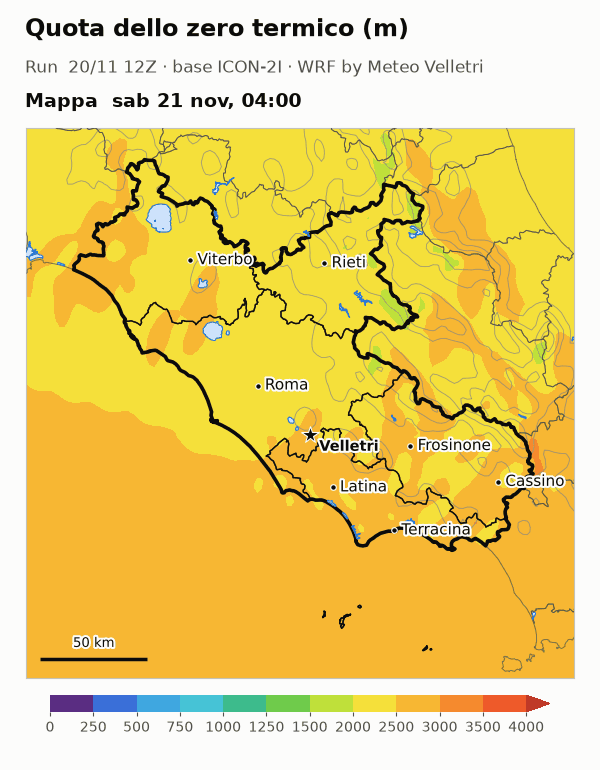 Quota dello zero termico (m)
Run 20/11 12Z · base ICON-2I · WRF by Meteo Velletri
Mappa sab 21 nov, 04:00
Viterbo
Rieti
Roma
Velletri
Frosinone
Cassino
Latina
Terracina
50 km
0 250 500 750 1000 1250 1500 2000 2500 3000 3500 4000